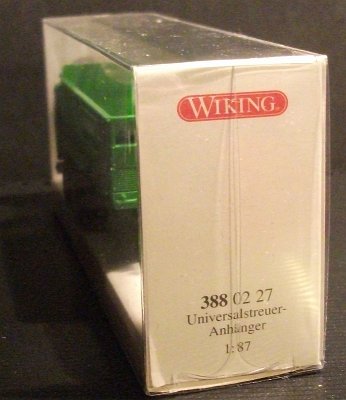 WIKING®
388 02 27
Universalstreuer-
Anhänger
1:87